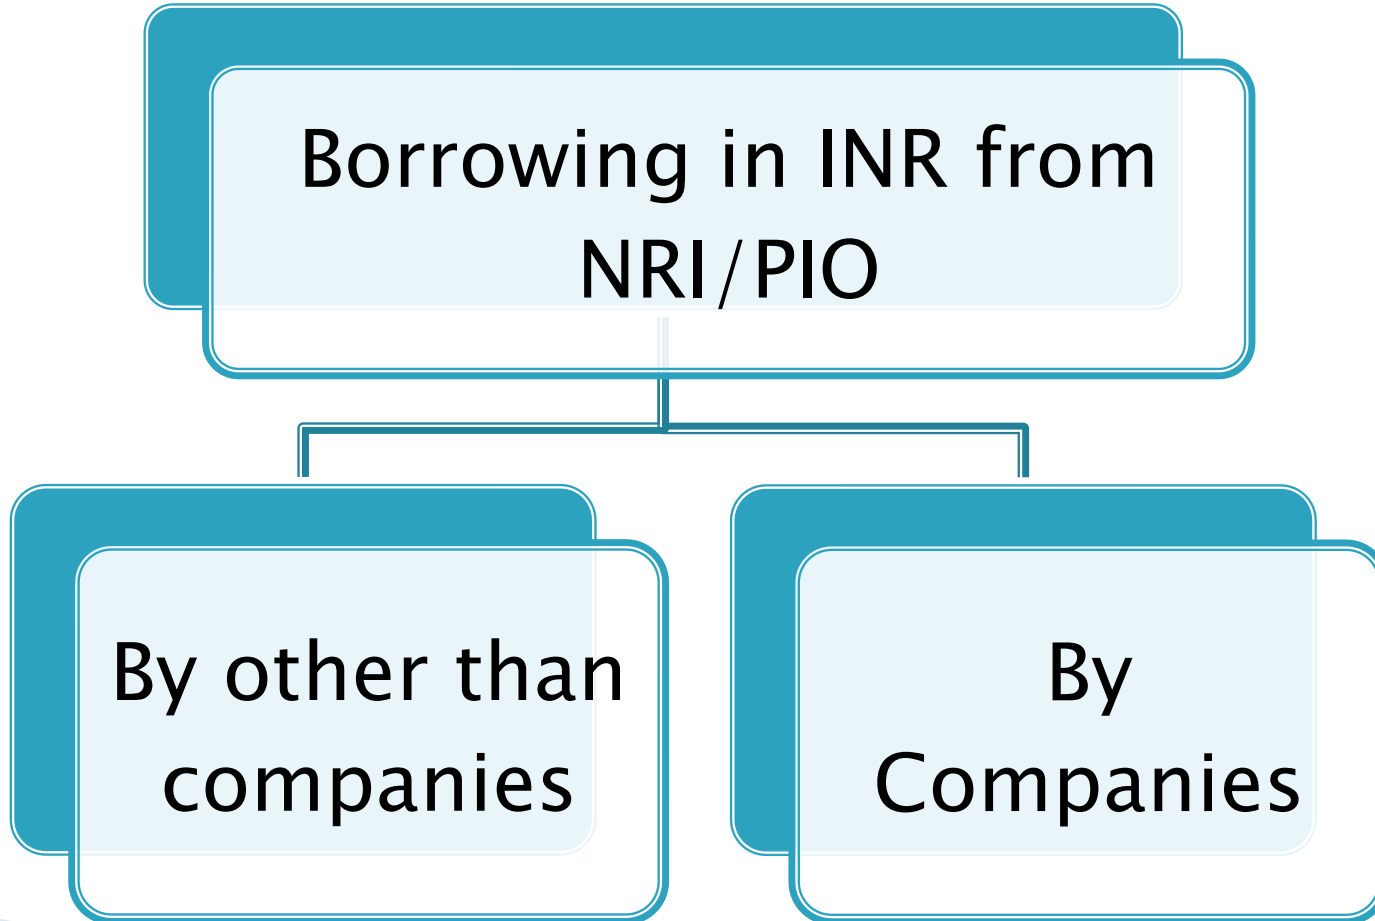 Borrowing in INR from
NRI/PIO
By other than
companies
By
Companies